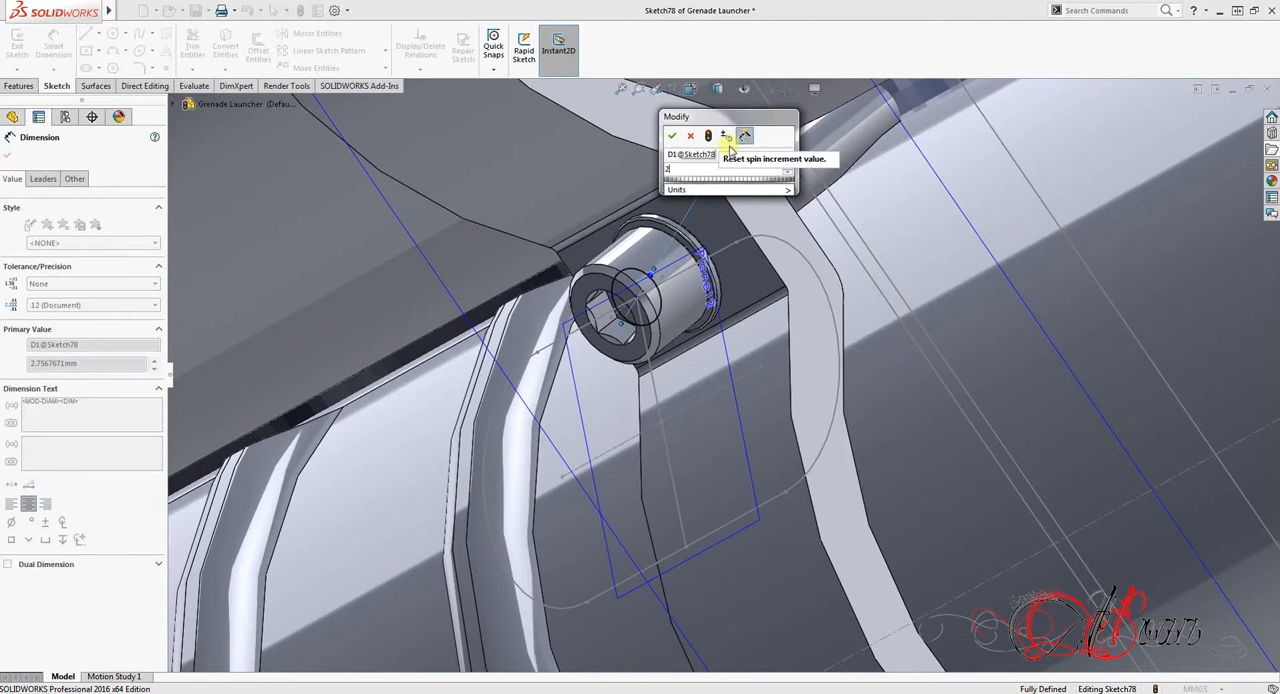 SOLIDWORKS
Sketch78 of Grenade Launcher *
Search Commands
Exit Sketch
Smart Dimension
Trim Entities
Convert Entities
Offset Entities
Mirror Entities
Linear Sketch Pattern
Move Entities
Display/Delete Relations
Repair Sketch
Quick Snaps
Rapid Sketch
Instant2D
Features
Sketch
Surfaces
Direct Editing
Evaluate
DimXpert
Render Tools
SOLIDWORKS Add-Ins
Grenade Launcher (Defau...
Dimension
Value
Leaders
Other
Style
<NONE>
Tolerance/Precision
None
.12 (Document)
Primary Value
D1@Sketch78
2.7567671mm
Dimension Text
<MOD-DIAM><DIM>
Dual Dimension
Modify
D1@Sketch78
Reset spin increment value.
2
Units
Model
Motion Study 1
SOLIDWORKS Professional 2016 x64 Edition
Fully Defined
Editing Sketch78
MMGS